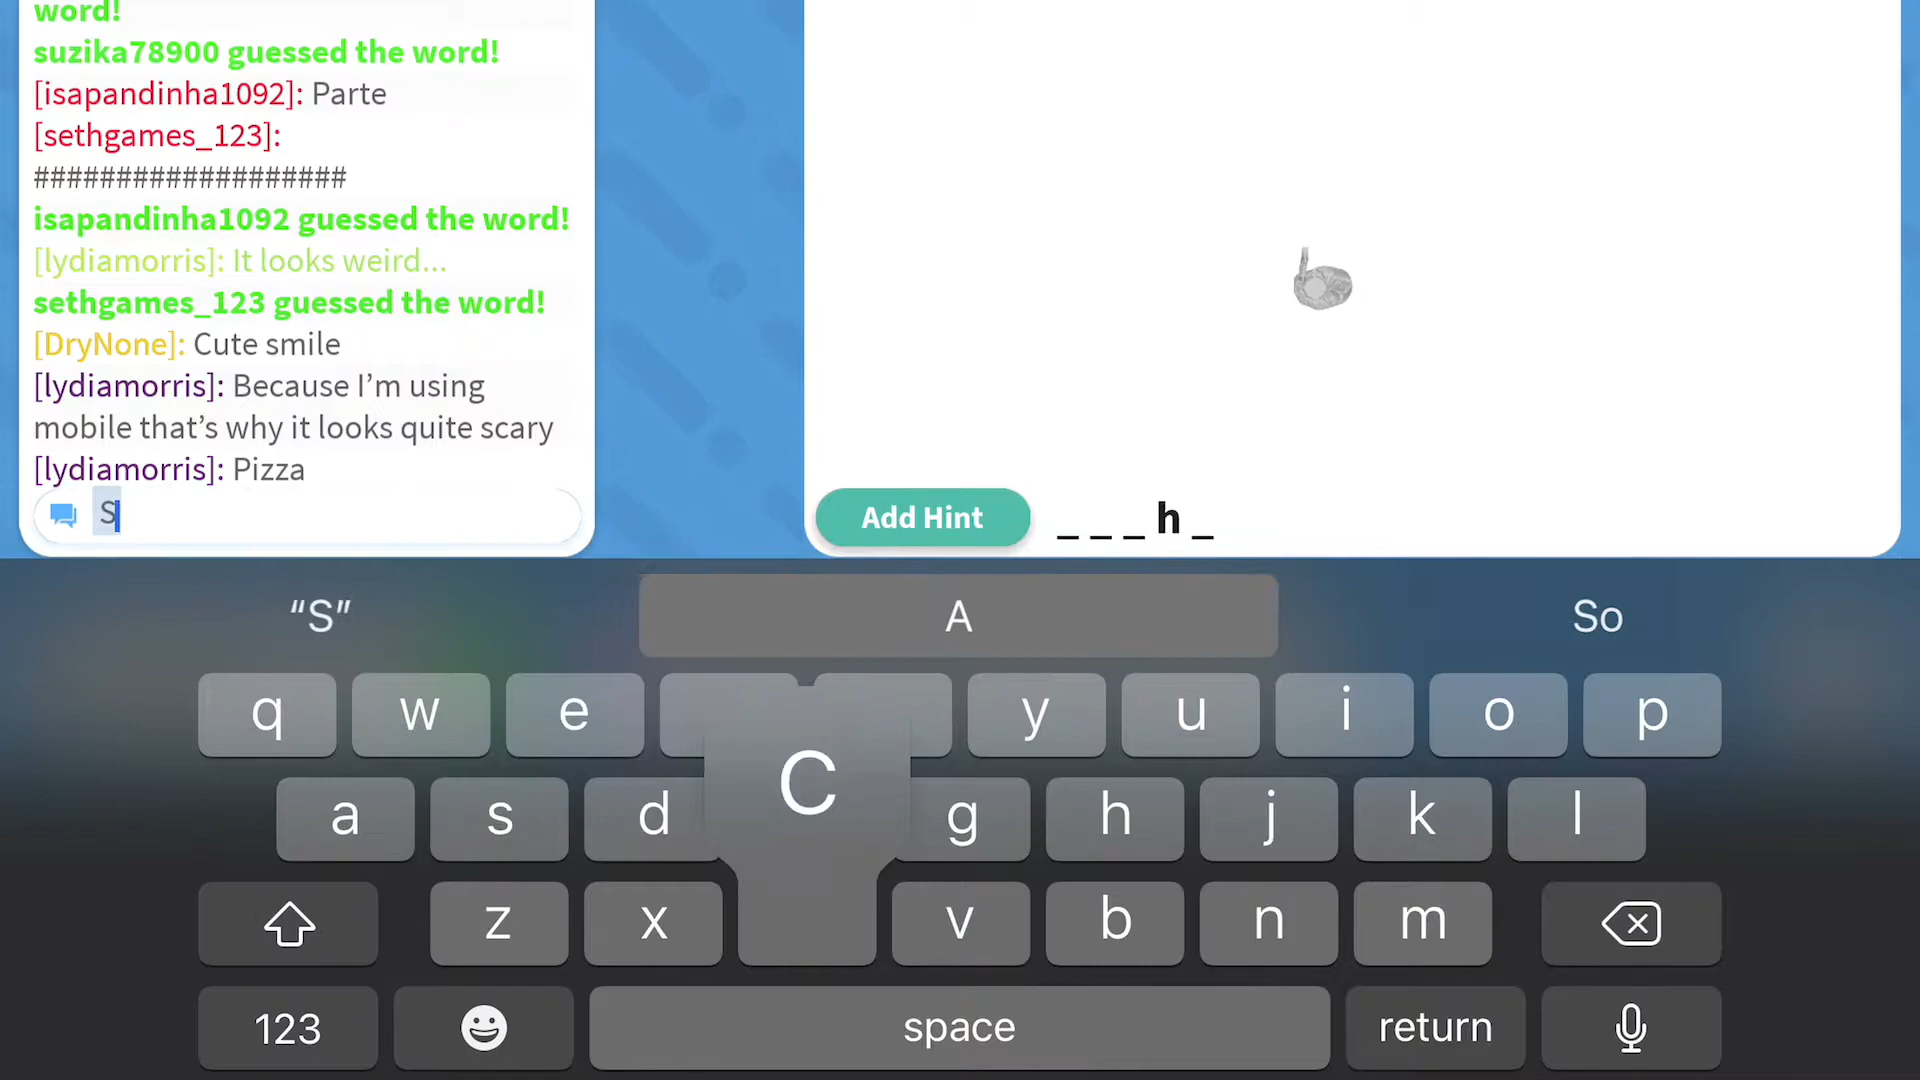 word!
suzika78900 guessed the word!
[isapandinha1092]: Parte
[sethgames_123]:
###################
isapandinha1092 guessed the word!
[lydiamorris]: It looks weird...
sethgames_123 guessed the word!
[DryNone]: Cute smile
[lydiamorris]: Because I’m using
mobile that’s why it looks quite scary
[lydiamorris]: Pizza
S
Add Hint
_ _ _ h _
“S” A So
q w e y u i o p
C
a s d g h j k l
z x v b n m
123 space return